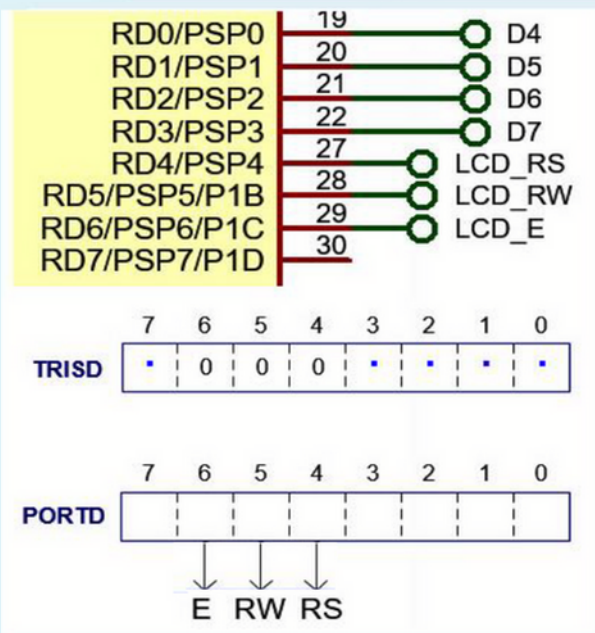 RD0/PSP0 19 D4
RD1/PSP1 20 D5
RD2/PSP2 21 D6
RD3/PSP3 22 D7
RD4/PSP4 27 LCD_RS
RD5/PSP5/P1B 28 LCD_RW
RD6/PSP6/P1C 29 LCD_E
RD7/PSP7/P1D 30
7 6 5 4 3 2 1 0
TRISD 0 0 0
7 6 5 4 3 2 1 0
PORTD
E RW RS